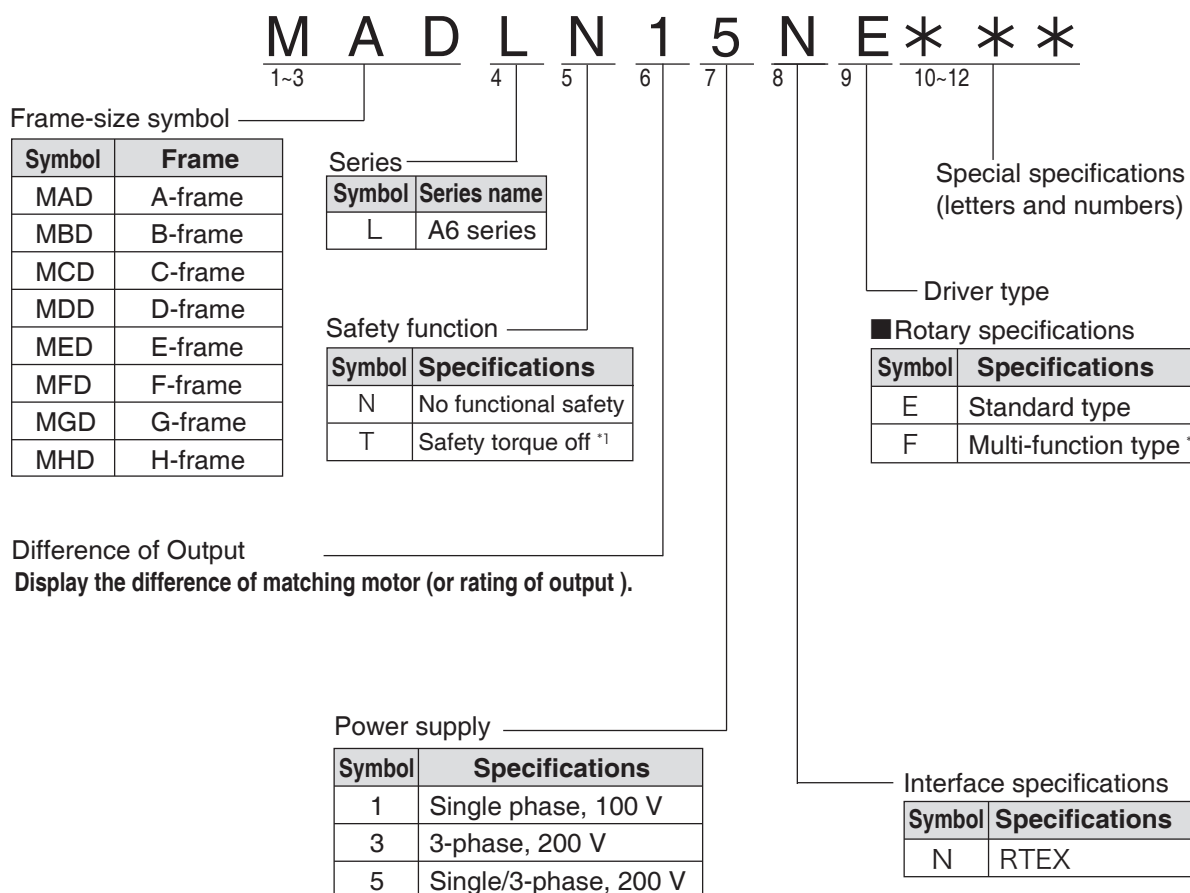 M A D L N 1 5 N E * * *
1~3 4 5 6 7 8 9 10~12
Frame-size symbol
Symbol Frame
MAD A-frame
MBD B-frame
MCD C-frame
MDD D-frame
MED E-frame
MFD F-frame
MGD G-frame
MHD H-frame
Series
Symbol Series name
L A6 series
Safety function
Symbol Specifications
N No functional safety
T Safety torque off *1
Special specifications
(letters and numbers)
Driver type
■Rotary specifications
Symbol Specifications
E Standard type
F Multi-function type *
Difference of Output
Display the difference of matching motor (or rating of output ).
Power supply
Symbol Specifications
1 Single phase, 100 V
3 3-phase, 200 V
5 Single/3-phase, 200 V
Interface specifications
Symbol Specifications
N RTEX